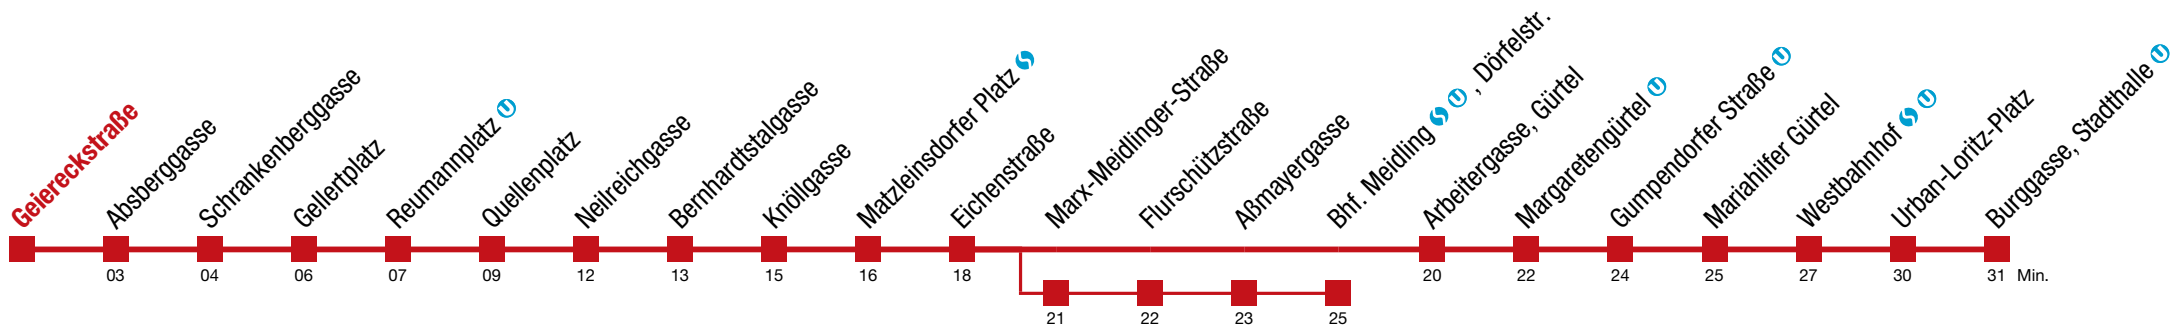 Geiereckstraße
Absberggasse
Schrankenberggasse
Gellertplatz
Reumannplatz U
Quellenplatz
Neilreichgasse
Bernhardtstalgasse
Knöllgasse
Matzleinsdorfer Platz S
Eichenstraße
Marx-Meidlinger-Straße
Flurschützstraße
Aßmayergasse
Bhf. Meidling S U , Dörfelstr.
Arbeitergasse, Gürtel
Margaretengürtel U
Gumpendorfer Straße U
Mariahilfer Gürtel
Westbahnhof S U
Urban-Loritz-Platz
Burggasse, Stadthalle U
03 04 06 07 09 12 13 15 16 18 20 22 24 25 27 30 31 Min.
21 22 23 25